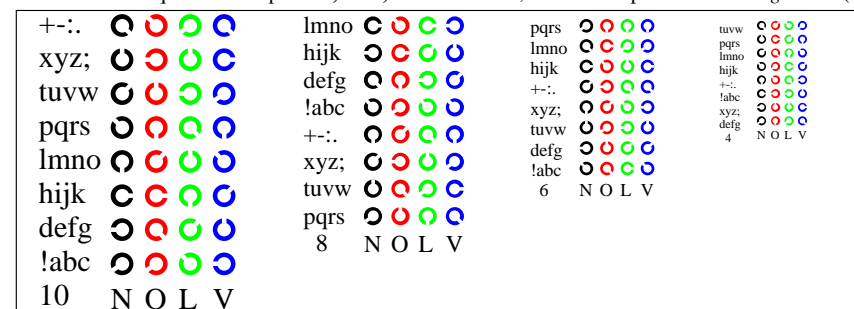 +-:.
xyz;
tuvw
pqrs
lmno
hijk
defg
!abc
10 N O L V
lmno
hijk
defg
!abc
+-:.
xyz;
tuvw
pqrs
8 N O L V
pqrs
lmno
hijk
+-:.
xyz;
tuvw
defg
!abc
6 N O L V
tuvw
pqrs
lmno
hijk
+-:.
!abc
xyz;
defg
4 N O L V